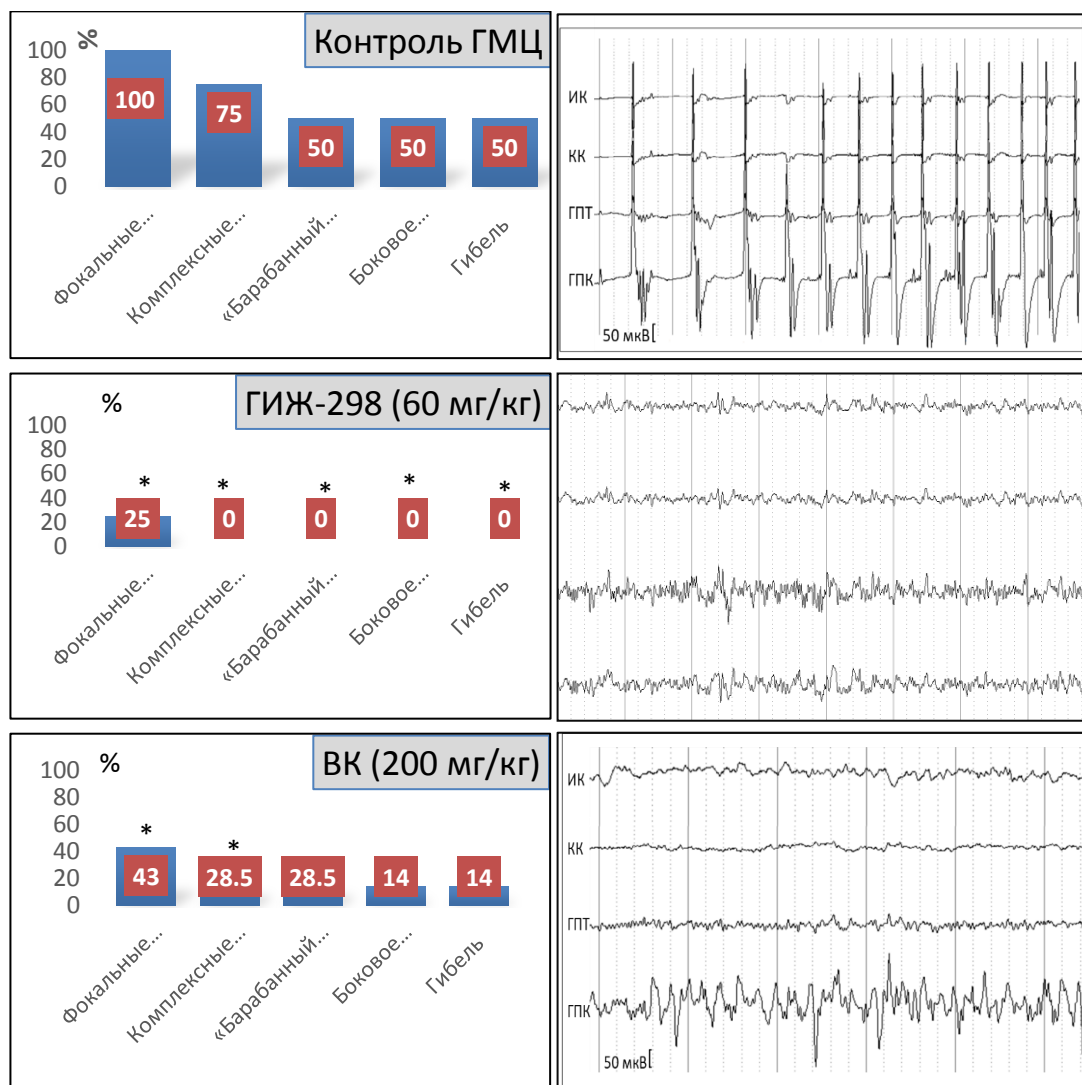 Контроль ГМЦ
%
100
80
60
40
20
0
100
75
50
50
50
Фокальные...
Комплексные...
«Барабанный...
Боковое...
Гибель
ИК
КК
ГПТ
ГПК
50 мкВ[
ГИЖ-298 (60 мг/кг)
%
100
80
60
40
20
0
* * * * *
25
0
0
0
0
Фокальные...
Комплексные...
«Барабанный...
Боковое...
Гибель
ВК (200 мг/кг)
%
100
80
60
40
20
0
* *
43
28.5
28.5
14
14
Фокальные...
Комплексные...
«Барабанный...
Боковое...
Гибель
ИК
КК
ГПТ
ГПК
50 мкВ[